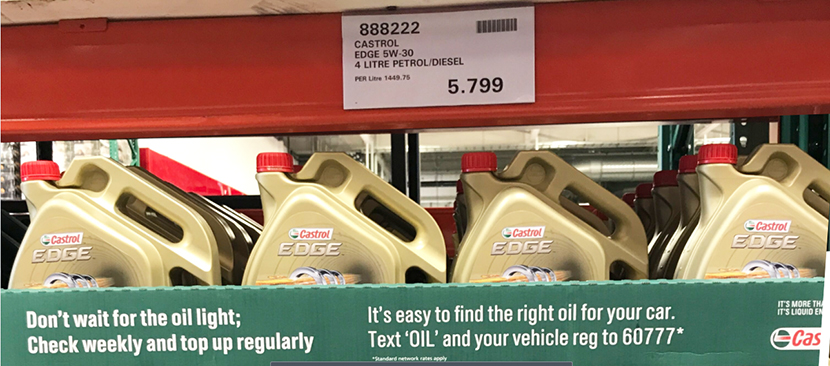 888222
CASTROL
EDGE 5W-30
4 LITRE PETROL/DIESEL
PER Litre 1449.75
5.799
Castrol
EDGE
Castrol
EDGE
Castrol
EDGE
Castrol
EDGE
Don't wait for the oil light;
Check weekly and top up regularly
It's easy to find the right oil for your car.
Text 'OIL' and your vehicle reg to 60777*
*Standard network rates apply
IT'S MORE THA
IT'S LIQUID EN
Cas